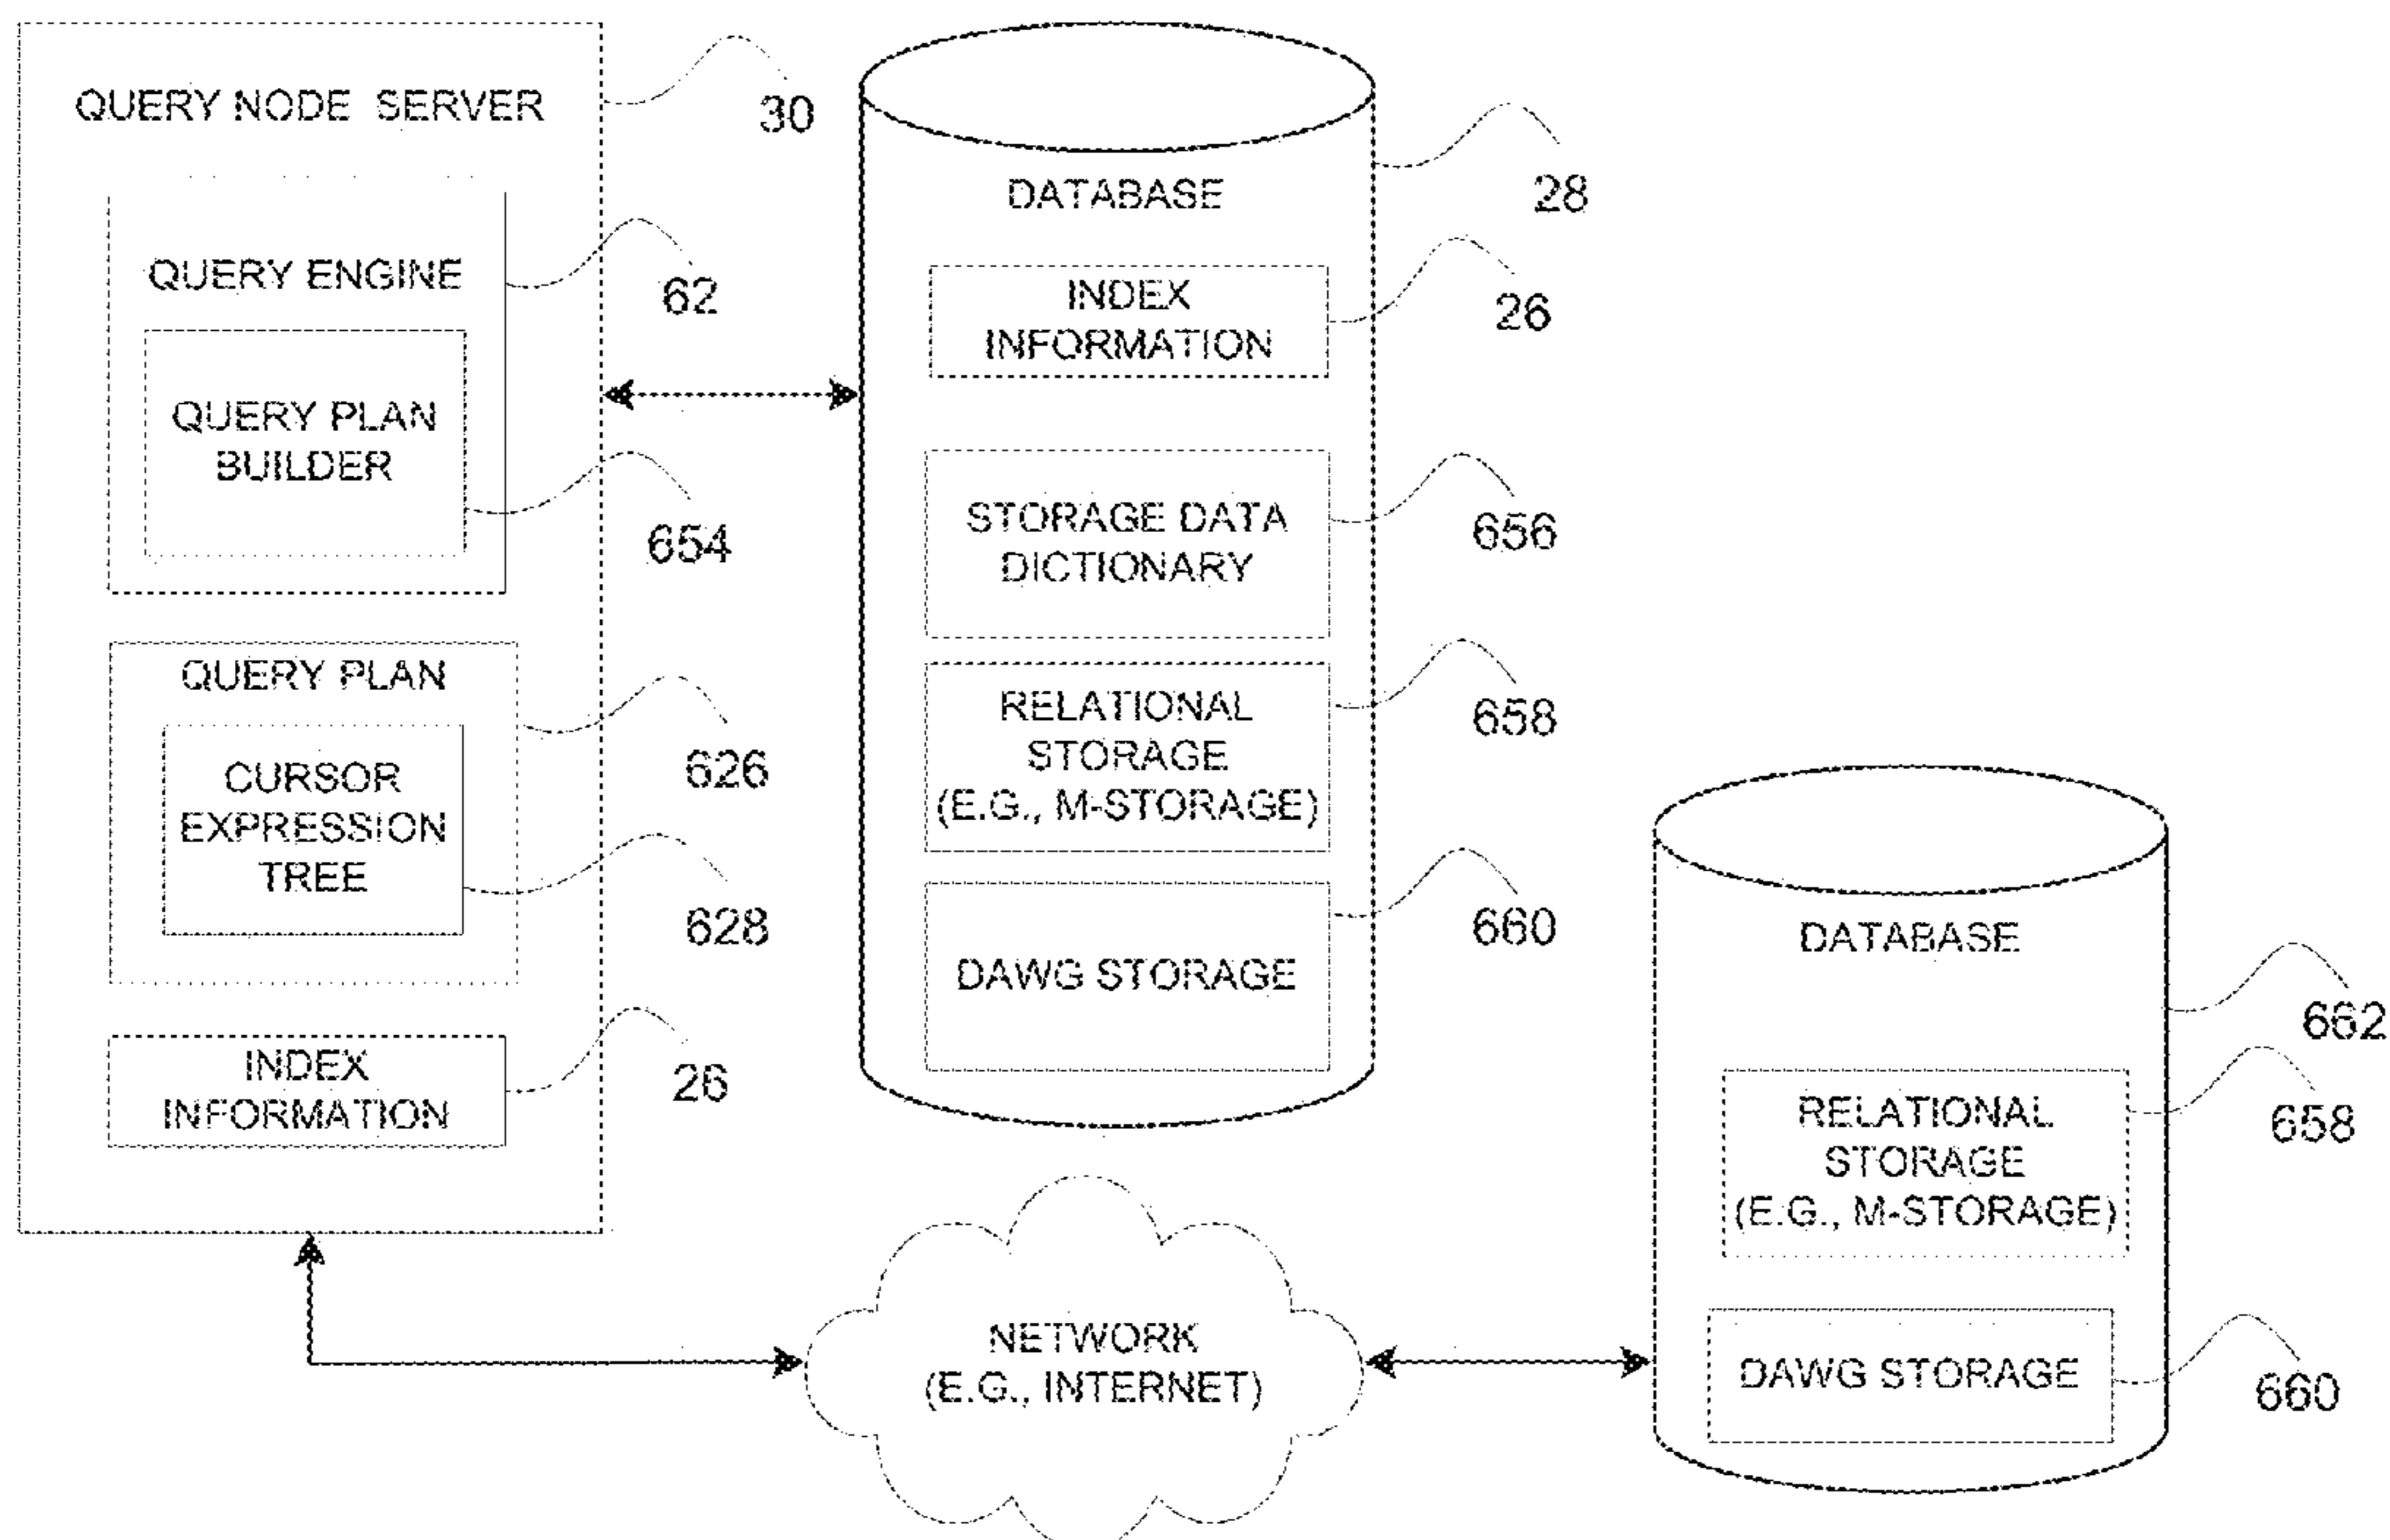 QUERY NODE SERVER
30
QUERY ENGINE
62
QUERY PLAN
BUILDER
654
QUERY PLAN
626
CURSOR
EXPRESSION
TREE
628
INDEX
INFORMATION
26
DATABASE
28
INDEX
INFORMATION
26
STORAGE DATA
DICTIONARY
656
RELATIONAL
STORAGE
(E.G., M-STORAGE)
658
DAWG STORAGE
660
DATABASE
662
RELATIONAL
STORAGE
(E.G., M-STORAGE)
658
DAWG STORAGE
660
NETWORK
(E.G., INTERNET)